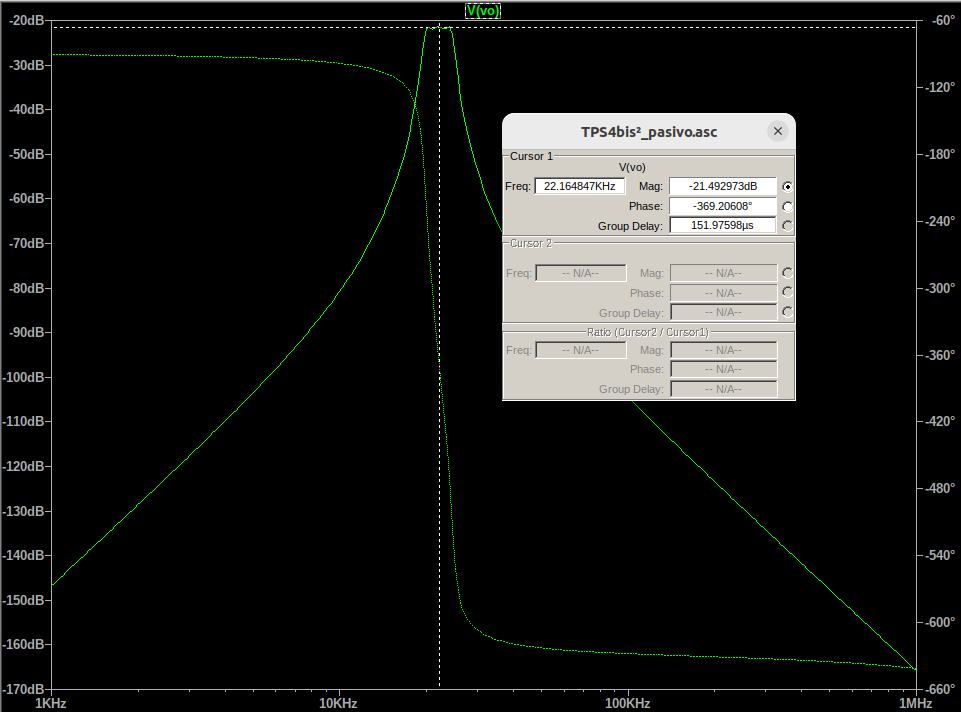 V(vo)
-20dB
-30dB
-40dB
-50dB
-60dB
-70dB
-80dB
-90dB
-100dB
-110dB
-120dB
-130dB
-140dB
-150dB
-160dB
-170dB
-60°
-120°
-180°
-240°
-300°
-360°
-420°
-480°
-540°
-600°
-660°
1KHz 10KHz 100KHz 1MHz
TPS4bis²_pasivo.asc
Cursor 1
V(vo)
Freq: 22.164847KHz Mag: -21.492973dB
Phase: -369.20608°
Group Delay: 151.97598µs
Cursor 2
Freq: -- N/A-- Mag: -- N/A--
Phase: -- N/A--
Group Delay: -- N/A--
Ratio (Cursor2 / Cursor1)
Freq: -- N/A-- Mag: -- N/A--
Phase: -- N/A--
Group Delay: -- N/A--